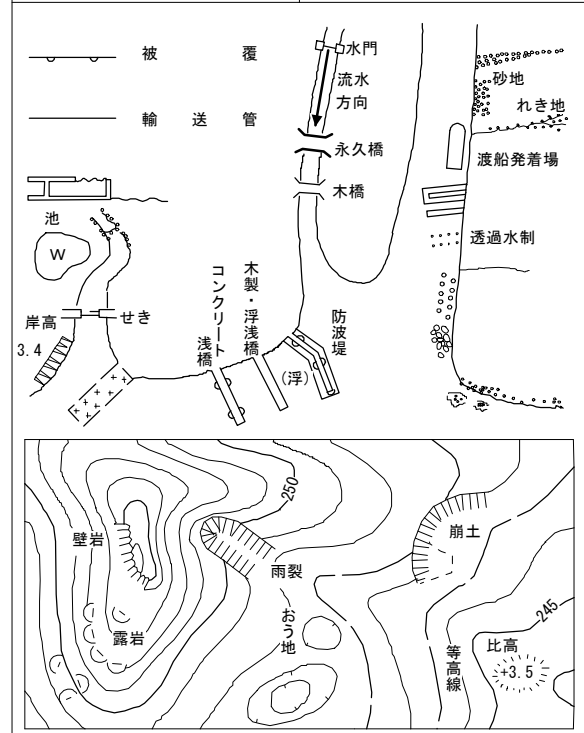 被覆
輸送管
水門
流水
方向
永久橋
木橋
砂地
れき地
渡船発着場
透過水制
池
W
せき
岸高
3.4
コンクリート
浅橋
木製・浮浅橋
防波堤
(浮)
250
壁岩
露岩
雨裂
おう地
崩土
等高線
245
比高
+3.5